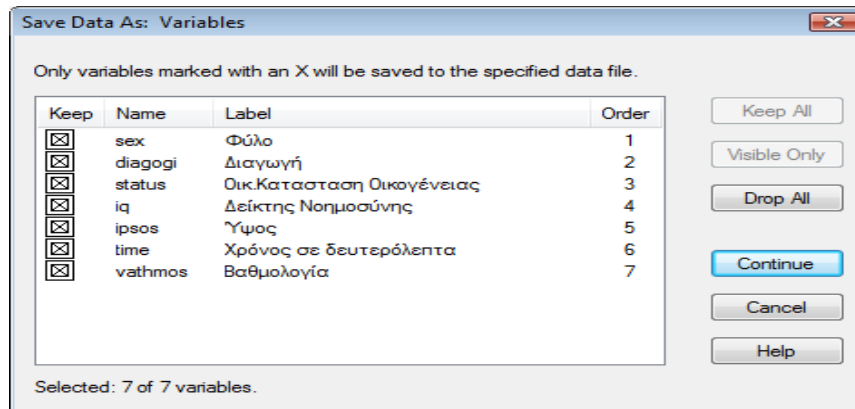 Save Data As: Variables
Only variables marked with an X will be saved to the specified data file.
Keep Name Label Order
sex Φύλο 1
diagogi Διαγωγή 2
status Οικ.Κατασταση Οικογένειας 3
iq Δείκτης Νοημοσύνης 4
ipsos Ύψος 5
time Χρόνος σε δευτερόλεπτα 6
vathmos Βαθμολογία 7
Keep All
Visible Only
Drop All
Continue
Cancel
Help
Selected: 7 of 7 variables.